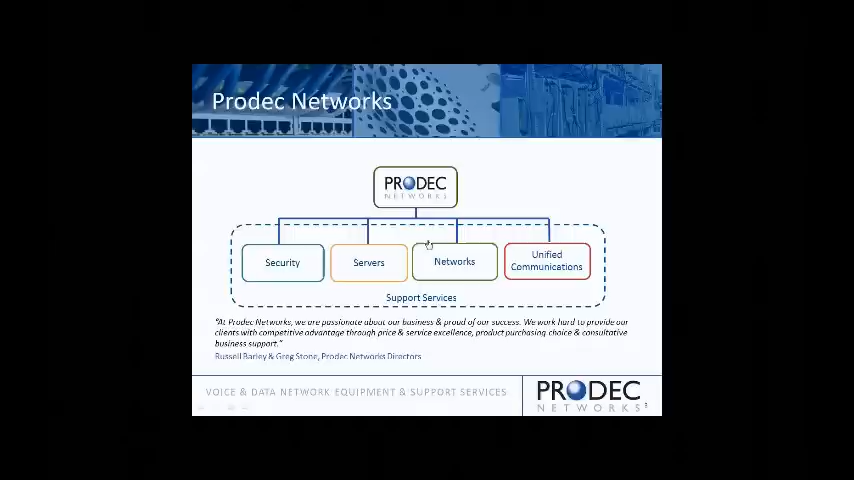 Prodec Networks
PRODEC
NETWORKS
Security
Servers
Networks
Unified
Communications
Support Services
"At Prodec Networks, we are passionate about our business & proud of our success. We work hard to provide our
clients with competitive advantage through price & service excellence, product purchasing choice & consultative
business support."
Russell Barley & Greg Stone, Prodec Networks Directors
VOICE & DATA NETWORK EQUIPMENT & SUPPORT SERVICES
PRODEC
NETWORKS